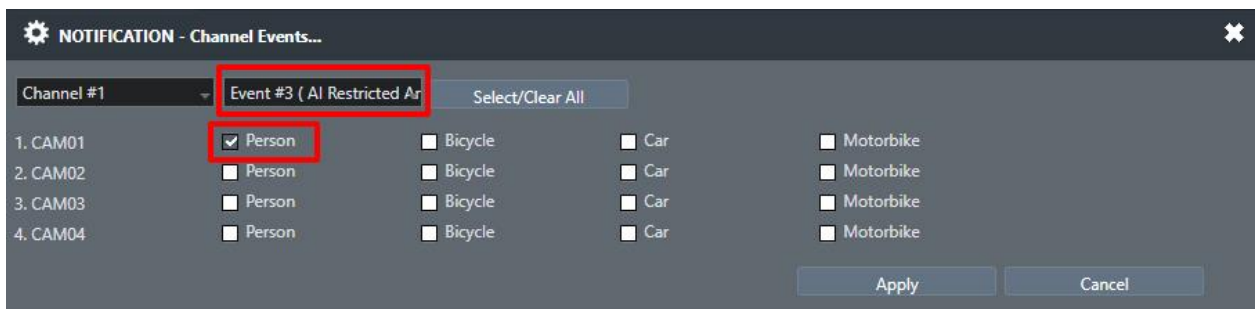 NOTIFICATION - Channel Events...
Channel #1 Event #3 ( AI Restricted Ar Select/Clear All
1. CAM01 Person Bicycle Car Motorbike
2. CAM02 Person Bicycle Car Motorbike
3. CAM03 Person Bicycle Car Motorbike
4. CAM04 Person Bicycle Car Motorbike
Apply Cancel